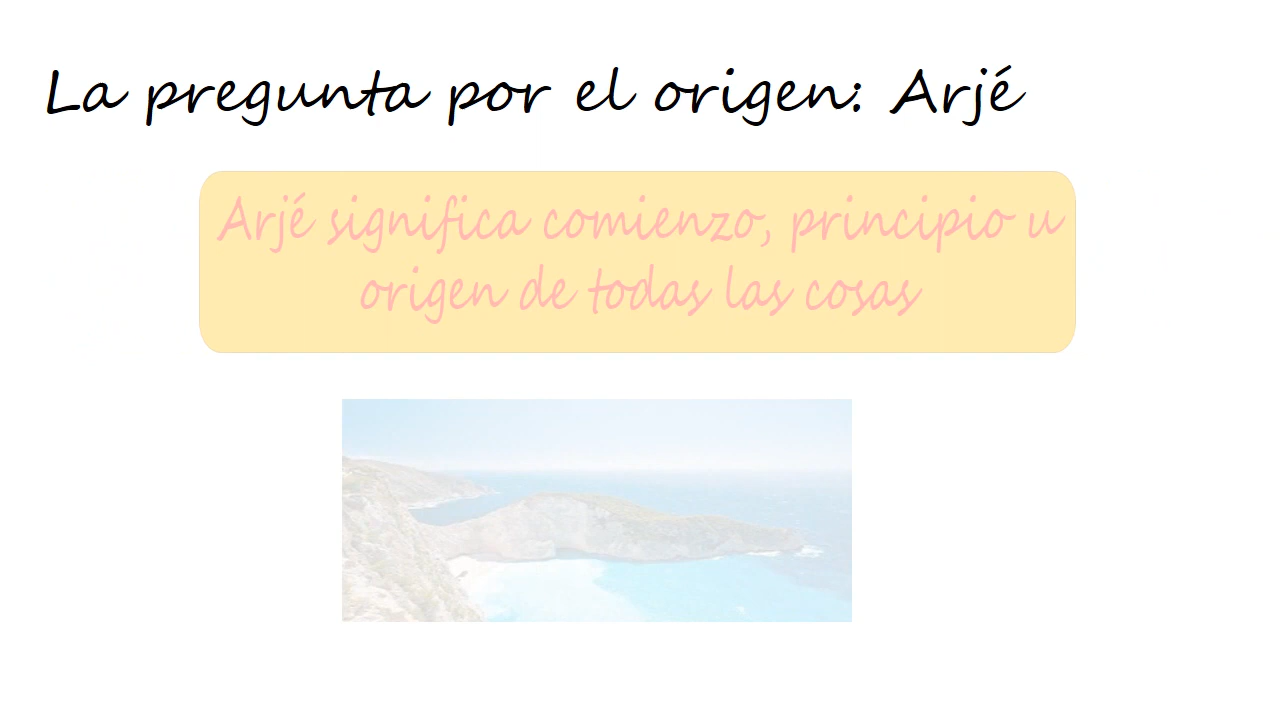 La pregunta por el origen: Arjé
Arjé significa comienzo, principio u
origen de todas las cosas